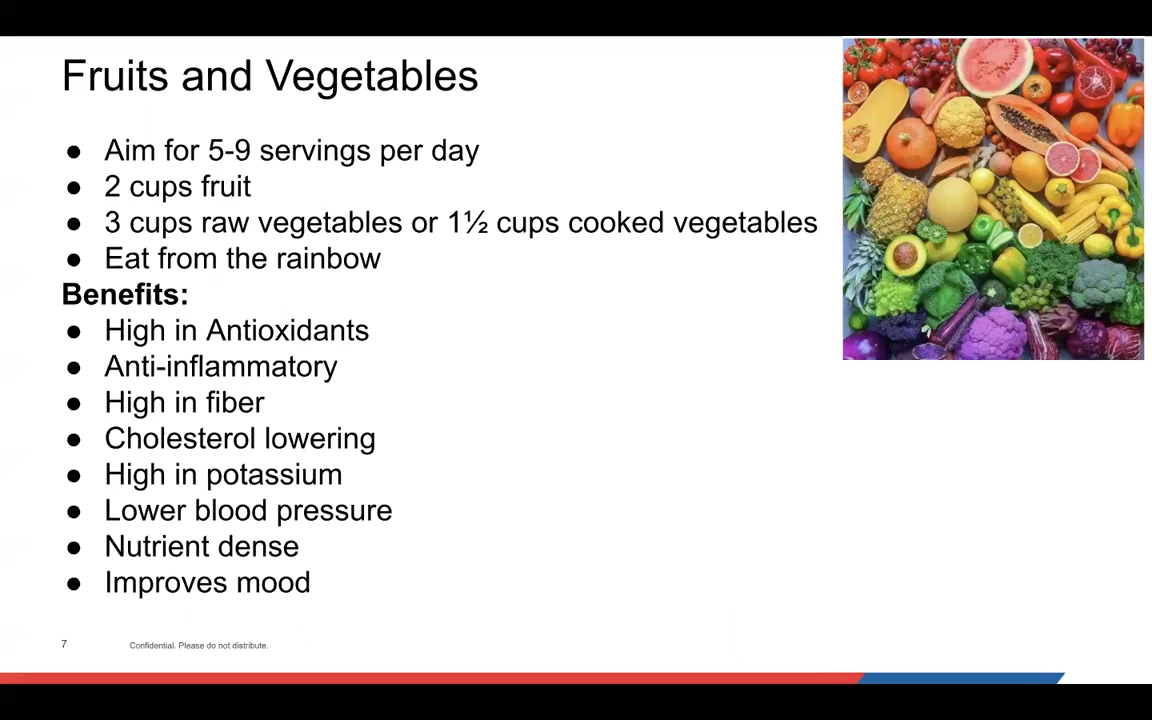 Fruits and Vegetables
● Aim for 5-9 servings per day
● 2 cups fruit
● 3 cups raw vegetables or 1½ cups cooked vegetables
● Eat from the rainbow
Benefits:
● High in Antioxidants
● Anti-inflammatory
● High in fiber
● Cholesterol lowering
● High in potassium
● Lower blood pressure
● Nutrient dense
● Improves mood
7 Confidential. Please do not distribute.